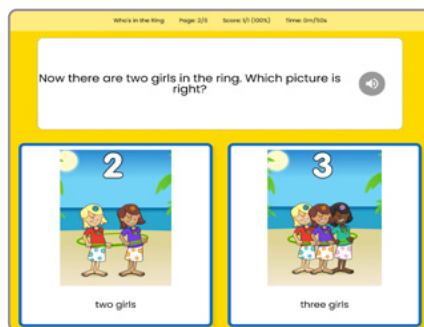 Who's in the Ring Page: 2/6 Score: 1/1 (100%) Time: 0m/50s
Now there are two girls in the ring. Which picture is
right?
2
3
two girls
three girls